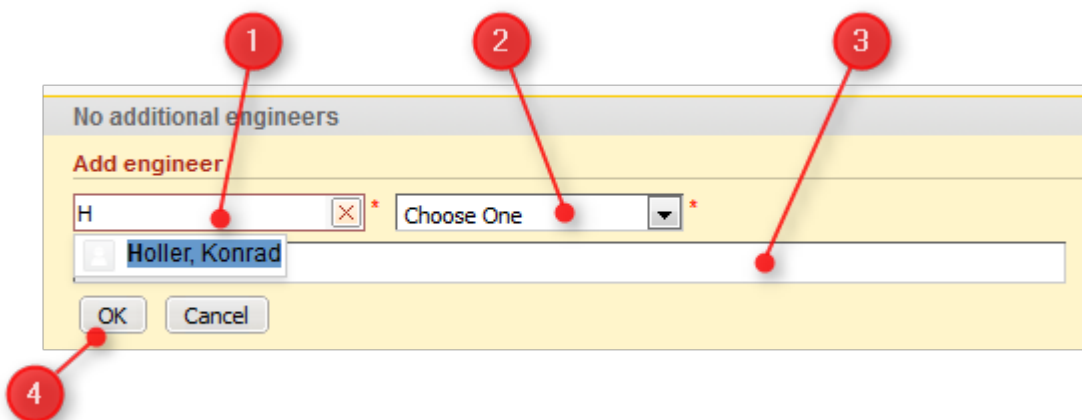 1 2 3
No additional engineers
Add engineer
H * Choose One *
Holler, Konrad
OK Cancel
4